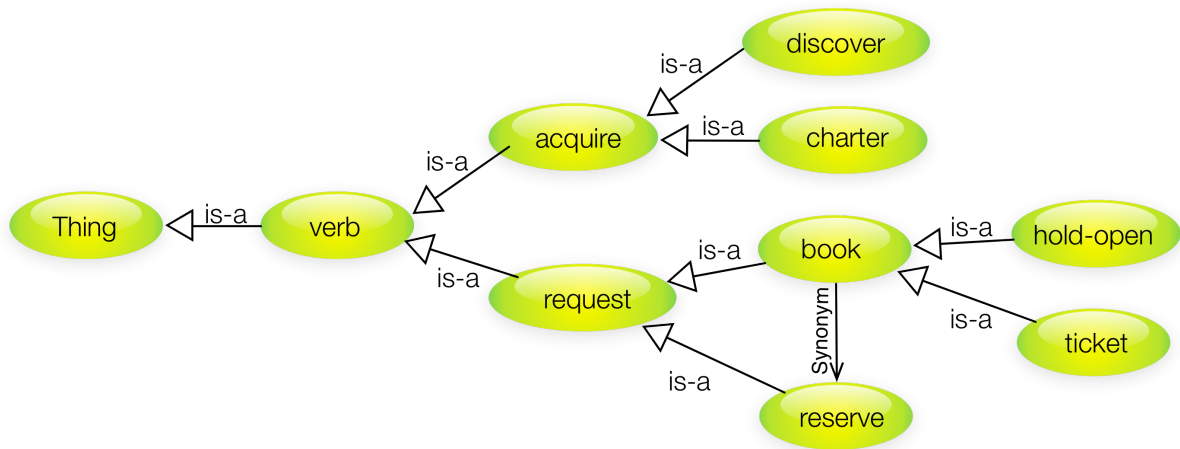 discover
is-a
is-a
charter
acquire
is-a
Thing
is-a
verb
is-a
request
is-a
book
is-a
hold-open
is-a
ticket
Synonym
is-a
reserve